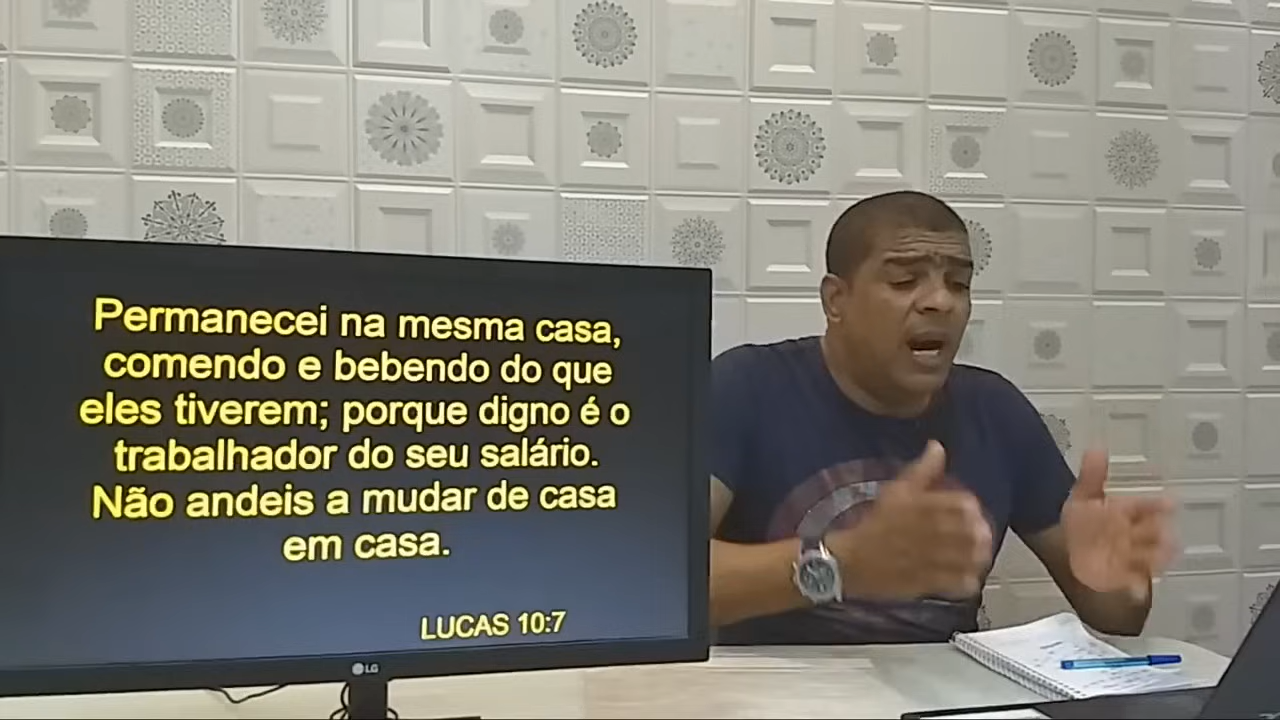 Permanecei na mesma casa,
comendo e bebendo do que
eles tiverem; porque digno é o
trabalhador do seu salário.
Não andeis a mudar de casa
em casa.
LUCAS 10:7
LG